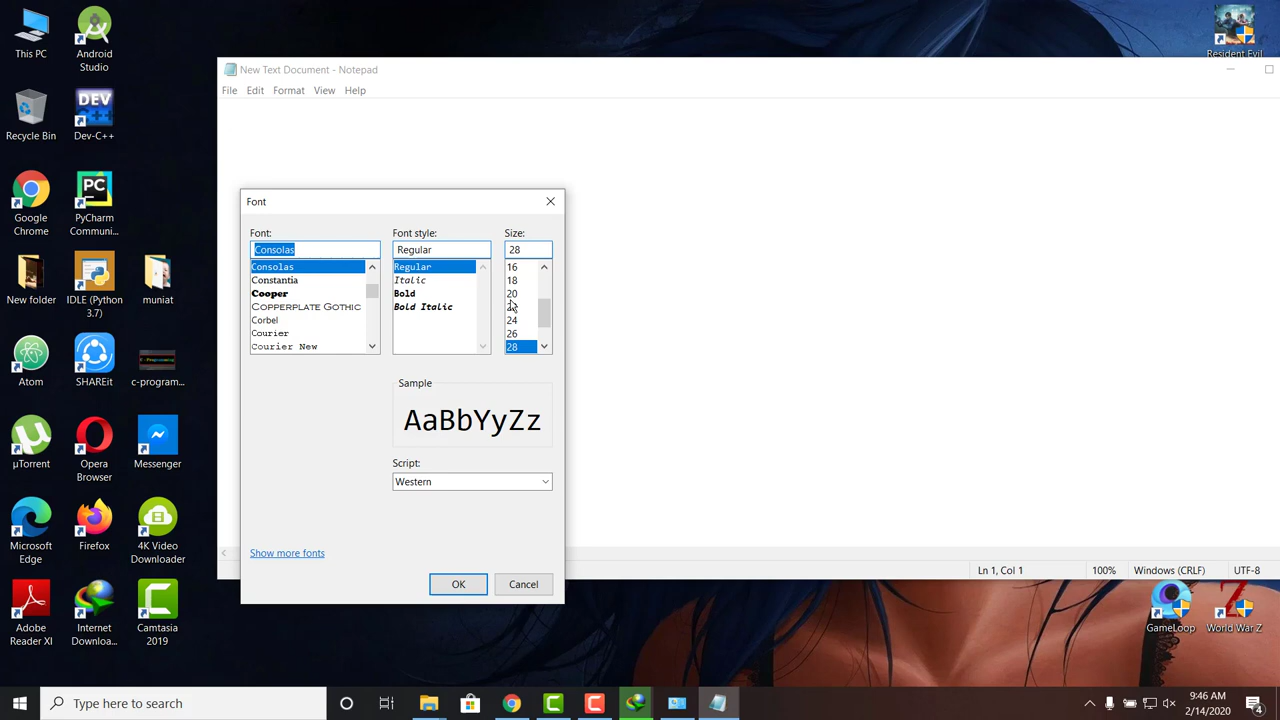 This PC
Android
Studio
Resident Evil
Recycle Bin
DEV
Dev-C++
Google
Chrome
PC
PyCharm
Communi...
New folder
IDLE (Python
3.7)
muniat
Atom
SHAREit
c-program...
µTorrent
Opera
Browser
Messenger
Microsoft
Edge
Firefox
4K Video
Downloader
Adobe
Reader XI
Internet
Downloa...
Camtasia
2019
New Text Document - Notepad
File Edit Format View Help
Font
Font:
Consolas
Consolas
Constantia
Cooper
COPPERPLATE GOTHIC
Corbel
Courier
Courier New
Font style:
Regular
Regular
Italic
Bold
Bold Italic
Size:
28
16
18
20
24
26
28
Sample
AaBbYyZz
Script:
Western
Show more fonts
OK Cancel
Ln 1, Col 1 100% Windows (CRLF) UTF-8
GameLoop
World War Z
Type here to search
9:46 AM
2/14/2020
4